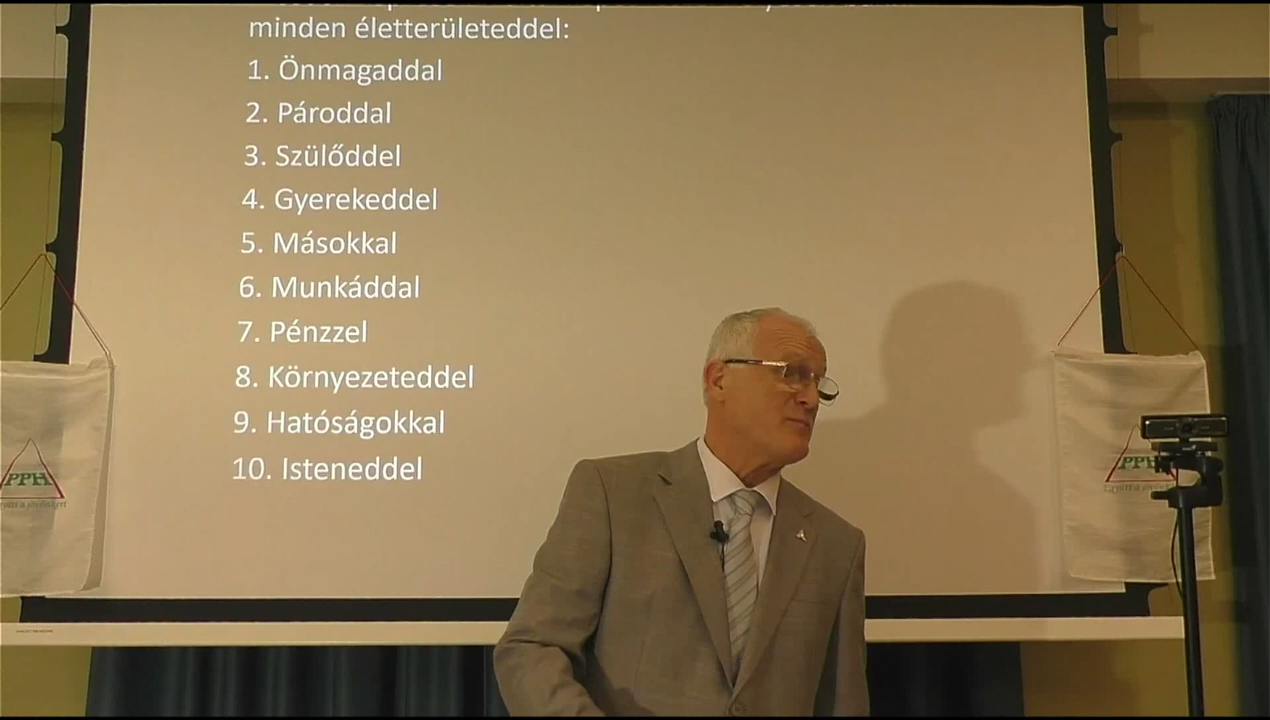 minden életterületeddel:
1. Önmagaddal
2. Pároddal
3. Szülőddel
4. Gyerekeddel
5. Másokkal
6. Munkáddal
7. Pénzzel
8. Környezeteddel
9. Hatóságokkal
10. Isteneddel
PPH
PPH